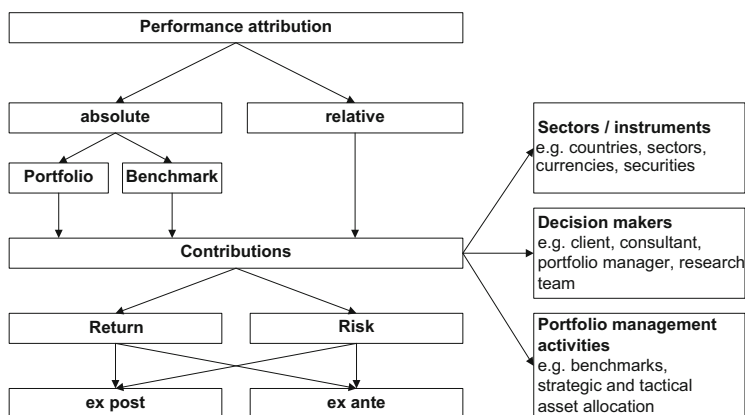 Performance attribution
absolute
relative
Portfolio
Benchmark
Contributions
Return
Risk
ex post
ex ante
Sectors / instruments
e.g. countries, sectors,
currencies, securities
Decision makers
e.g. client, consultant,
portfolio manager, research
team
Portfolio management
activities
e.g. benchmarks,
strategic and tactical
asset allocation